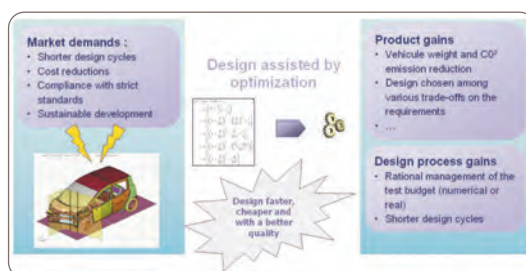 Market demands :
• Shorter design cycles
• Cost reductions
• Compliance with strict
standards
• Sustainable development
Design assisted by
optimization
Design faster,
cheaper and
with a better
quality
Product gains
• Vehicule weight and C0²
emission reduction
• Design chosen among
various trade-offs on the
requirements
• ...
Design process gains
• Rational management of the
test budget (numerical or
real)
• Shorter design cycles